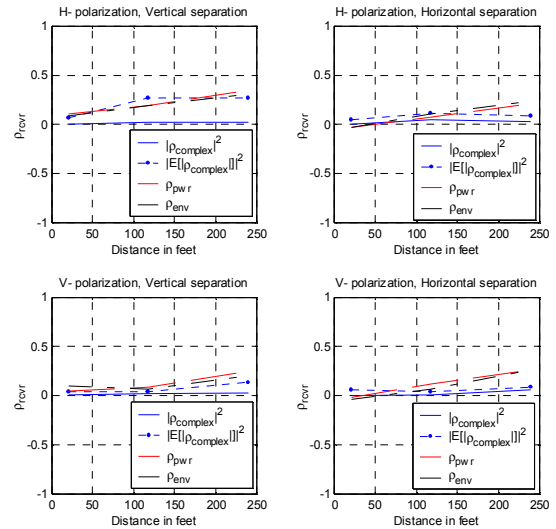 H- polarization, Vertical separation
1
0.5
0
-0.5
-1
ρrcvr
0 50 100 150 200 250
Distance in feet
|ρcomplex|²
|E[|ρcomplex|]|²
ρpwr
ρenv
H- polarization, Horizontal separation
1
0.5
0
-0.5
-1
ρrcvr
0 50 100 150 200 250
Distance in feet
|ρcomplex|²
|E[|ρcomplex|]|²
ρpwr
ρenv
V- polarization, Vertical separation
1
0.5
0
-0.5
-1
ρrcvr
0 50 100 150 200 250
Distance in feet
|ρcomplex|²
|E[|ρcomplex|]|²
ρpwr
ρenv
V- polarization, Horizontal separation
1
0.5
0
-0.5
-1
ρrcvr
0 50 100 150 200 250
Distance in feet
|ρcomplex|²
|E[|ρcomplex|]|²
ρpwr
ρenv